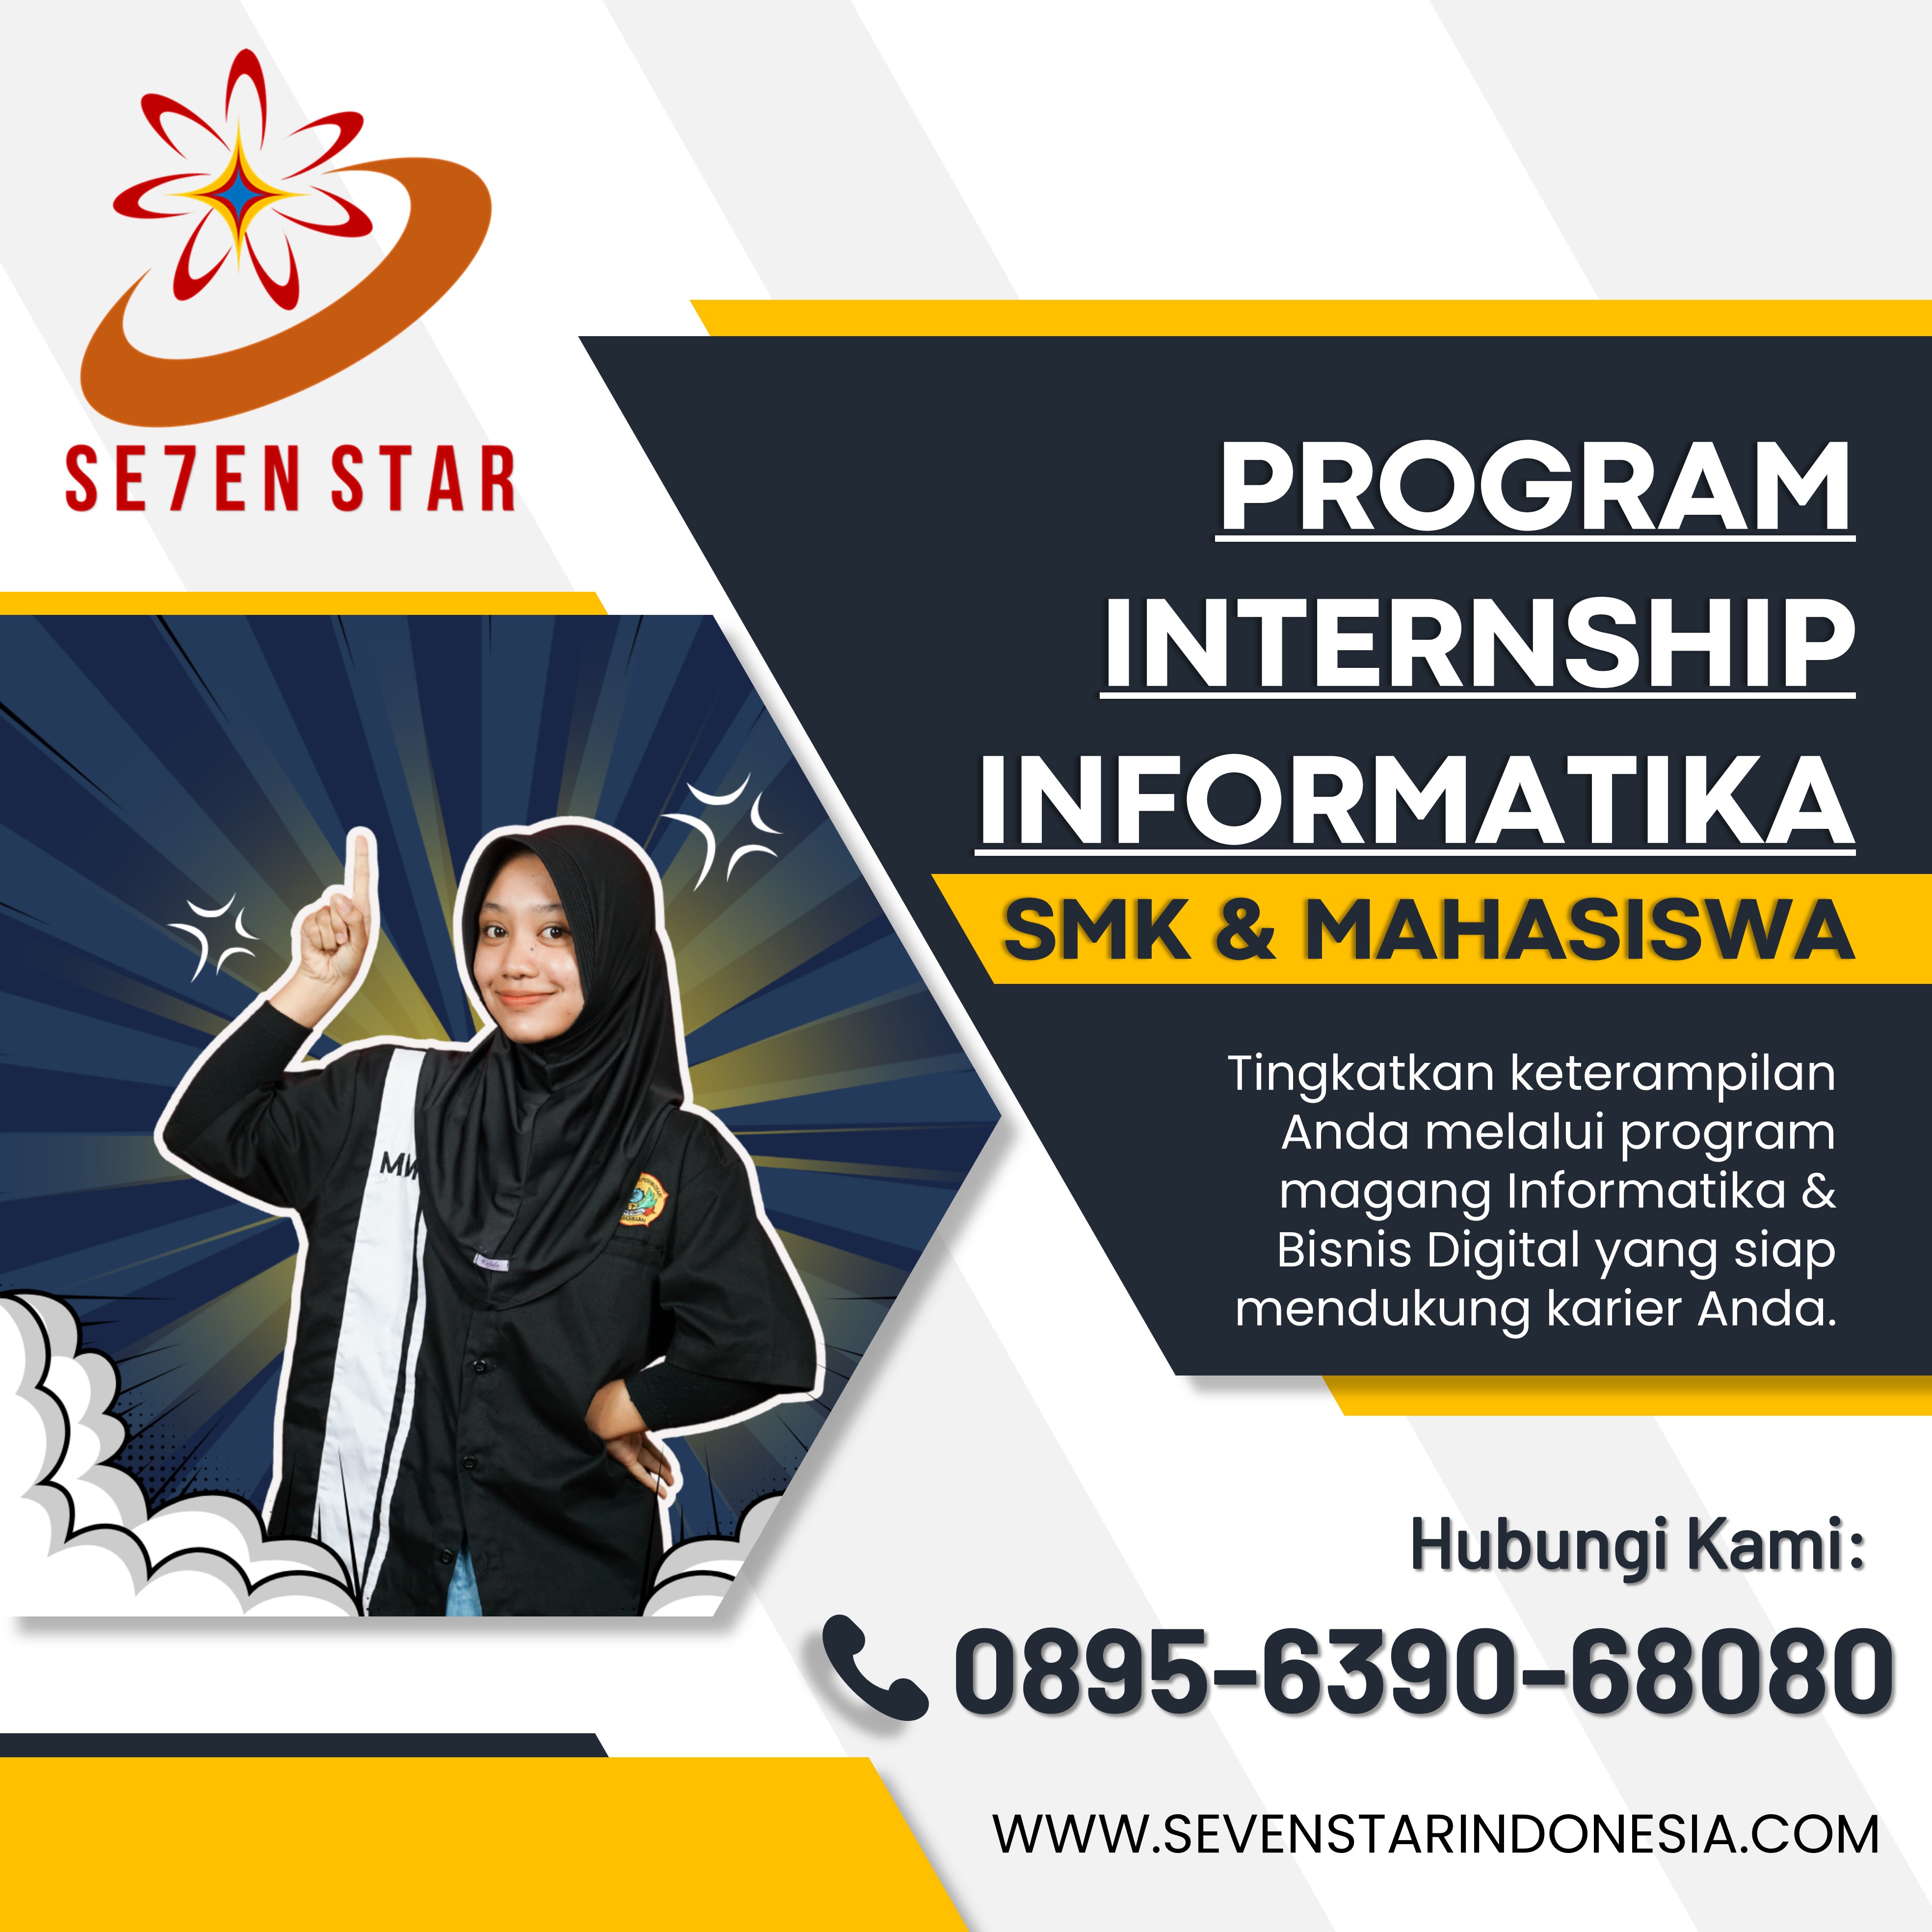 SE7EN STAR
PROGRAM
INTERNSHIP
INFORMATIKA
SMK & MAHASISWA
Tingkatkan keterampilan
Anda melalui program
magang Informatika &
Bisnis Digital yang siap
mendukung karier Anda.
Hubungi Kami:
0895-6390-68080
WWW.SEVENSTARINDONESIA.COM